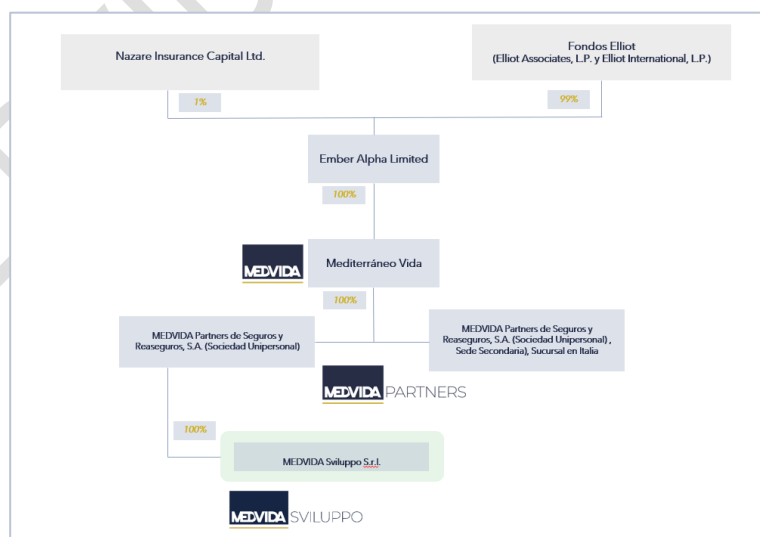 Nazare Insurance Capital Ltd.
Fondos Elliot
(Elliot Associates, L.P. y Elliot International, L.P.)
1%
99%
Ember Alpha Limited
100%
MEDVIDA
Mediterráneo Vida
100%
MEDVIDA Partners de Seguros y
Reaseguros, S.A. (Sociedad Unipersonal)
MEDVIDA Partners de Seguros y
Reaseguros, S.A. (Sociedad Unipersonal) ,
Sede Secondaria), Sucursal en Italia
MEDVIDA PARTNERS
100%
MEDVIDA Sviluppo S.r.l.
MEDVIDA SVILUPPO